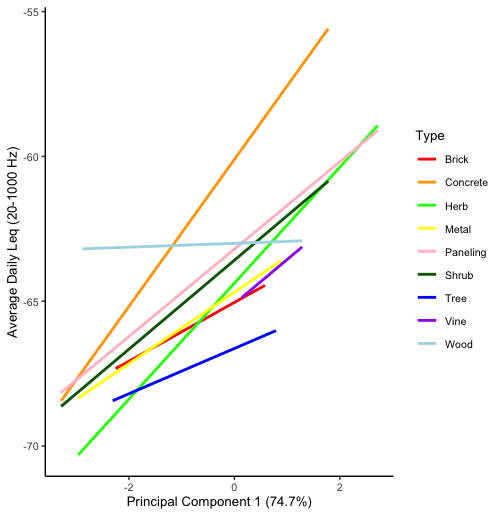 -55
-60
-65
-70
Average Daily Leq (20-1000 Hz)
-2
0
2
Principal Component 1 (74.7%)
Type
Brick
Concrete
Herb
Metal
Paneling
Shrub
Tree
Vine
Wood